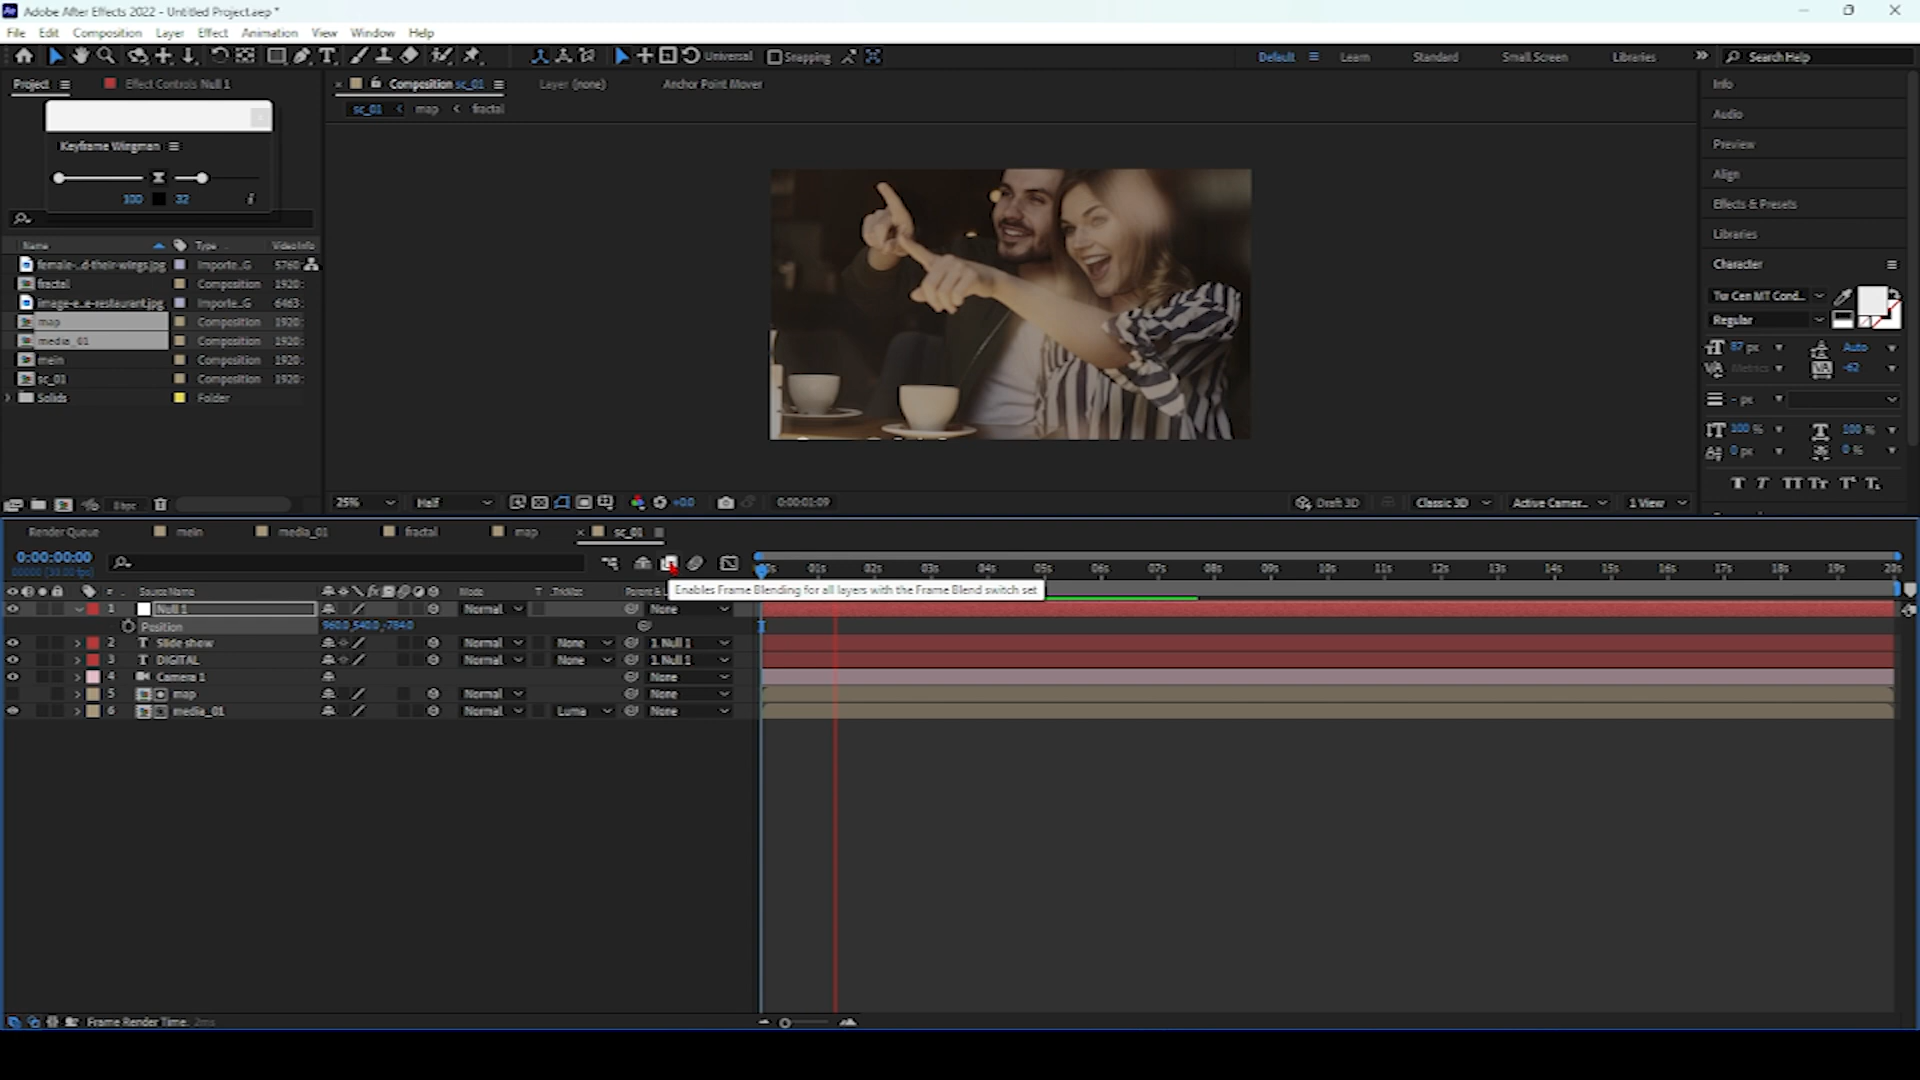 Adobe After Effects 2022 - Untitled Project.aep *
File Edit Composition Layer Effect Animation View Window Help
Universal Snapping Default Learn Standard Small Screen Libraries Search Help
Project Effect Controls Null 1 Composition sc_01 Layer (none) Anchor Point Mover Info
sc_01 map fractal
Audio
Keyframe Wingman Preview
100 32
Align
Effects & Presets
Libraries
Character
Name Type VideoInfo
female-...d-their-wings.jpg Importe...G 5760
fractal Composition 1920
image-e...e-restaurant.jpg Importe...G 6463
map Composition 1920
media_01 Composition 1920
mein Composition 1920
sc_01 Composition 1920
Solids Folder
Tw Cen MT Cond...
Regular
87 px Auto
Metrics -62
- px
100 % 100 %
0 px 0 %
8 bpc 25% Half +0.0 0:00:01:09 Draft 3D Classic 3D Active Camer... 1 View
Render Queue mein media_01 fractal map sc_01
0:00:00:00
00000 (30.00 fps)
01s 02s 03s 04s 05s 06s 07s 08s 09s 10s 11s 12s 13s 14s 15s 16s 17s 18s 19s 20s
# Source Name Mode T TrkMat Parent &
Enables Frame Blending for all layers with the Frame Blend switch set
1 Null 1 Normal None
Position 960.0,540.0,-784.0
2 T Slide show Normal None 1. Null 1
3 T DIGITAL Normal None 1. Null 1
4 Camera 1 None
5 map Normal None
6 media_01 Normal Luma None
Frame Render Time: 2ms